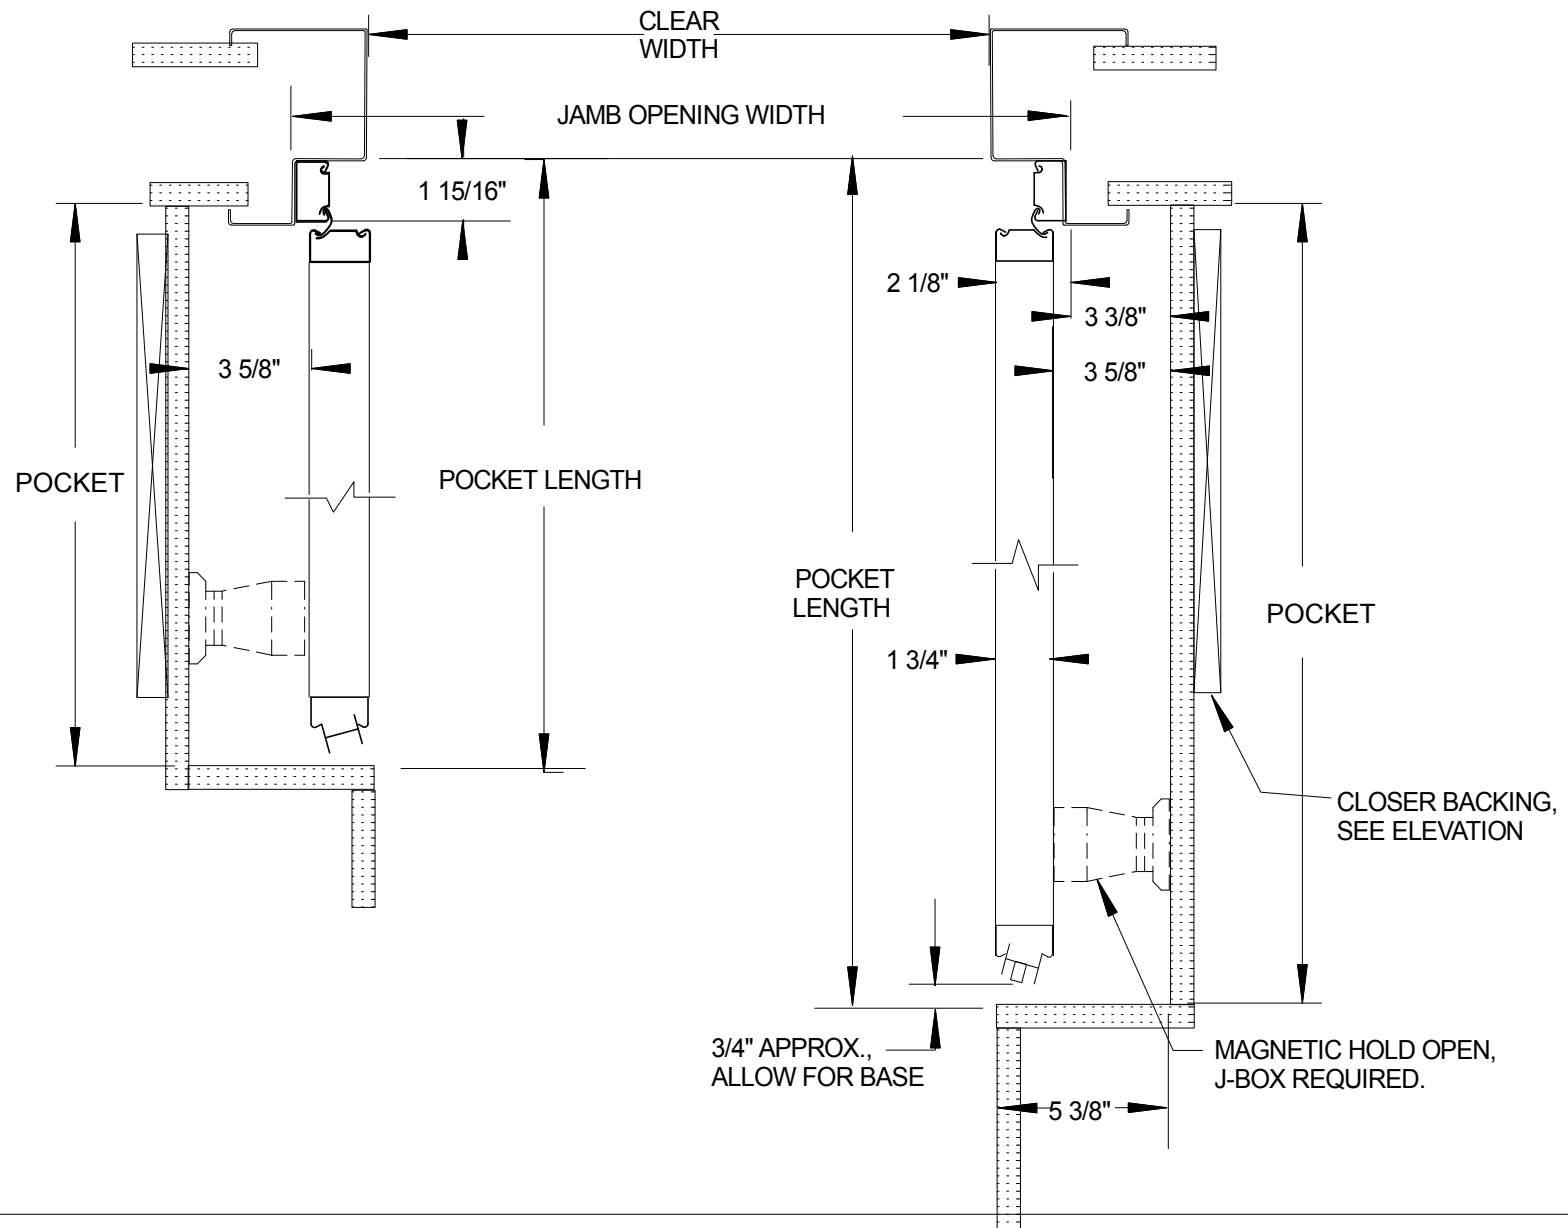 CLEAR
WIDTH
JAMB OPENING WIDTH
1 15/16"
2 1/8"
3 3/8"
3 5/8"
3 5/8"
POCKET
POCKET LENGTH
POCKET
LENGTH
POCKET
1 3/4"
CLOSER BACKING,
SEE ELEVATION
3/4" APPROX.,
ALLOW FOR BASE
MAGNETIC HOLD OPEN,
J-BOX REQUIRED.
5 3/8"